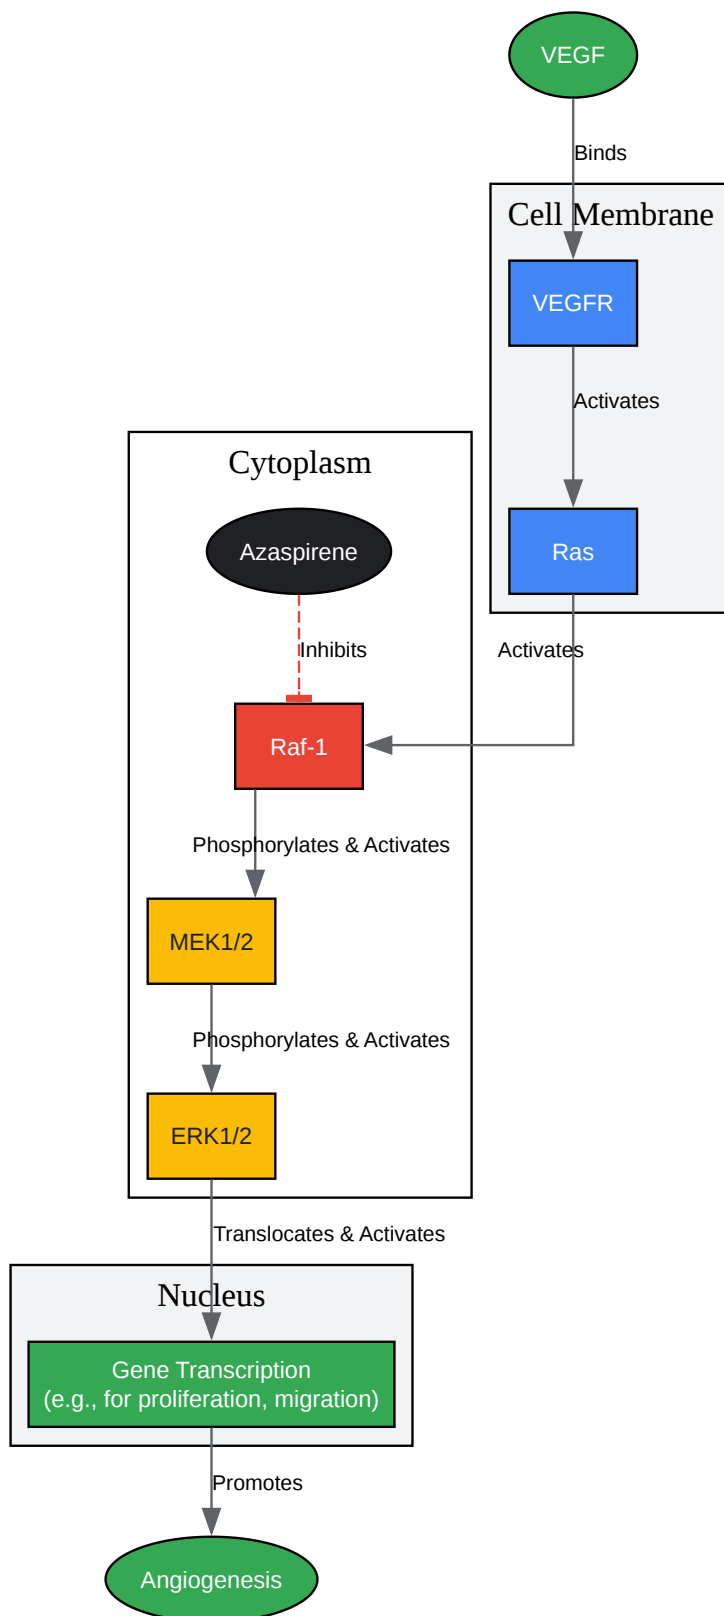 VEGF
Binds
Cell Membrane
VEGFR
Activates
Cytoplasm
Azaspirene
Ras
Inhibits
Activates
Raf-1
Phosphorylates & Activates
MEK1/2
Phosphorylates & Activates
ERK1/2
Translocates & Activates
Nucleus
Gene Transcription
(e.g., for proliferation, migration)
Promotes
Angiogenesis